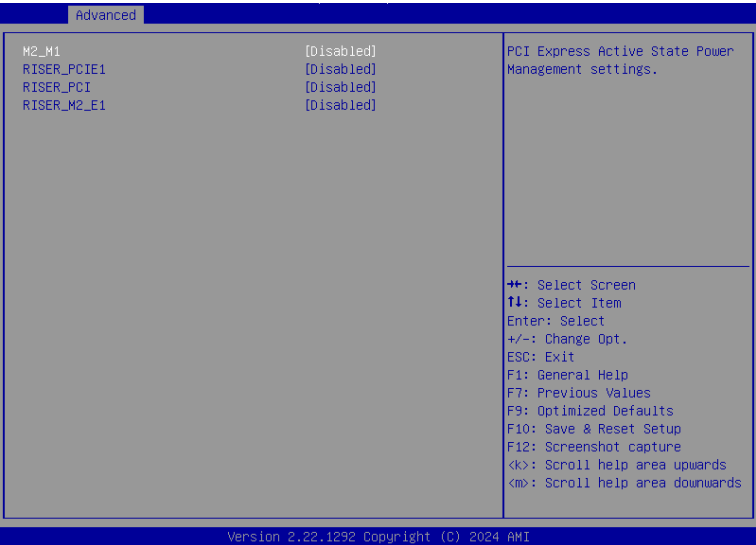 Advanced
M2_M1 [Disabled]
RISER_PCIE1 [Disabled]
RISER_PCI [Disabled]
RISER_M2_E1 [Disabled]
PCI Express Active State Power
Management settings.
→←: Select Screen
↑↓: Select Item
Enter: Select
+/-: Change Opt.
ESC: Exit
F1: General Help
F7: Previous Values
F9: Optimized Defaults
F10: Save & Reset Setup
F12: Screenshot capture
<k>: Scroll help area upwards
<m>: Scroll help area downwards
Version 2.22.1292 Copyright (C) 2024 AMI